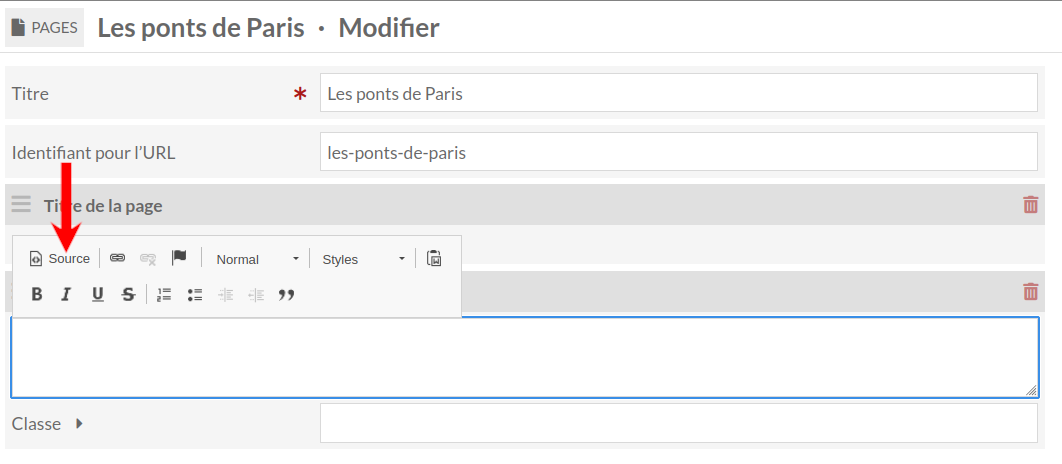 PAGES Les ponts de Paris · Modifier
Titre * Les ponts de Paris
Identifiant pour l'URL les-ponts-de-paris
Titre de la page
Source Normal Styles
B I U S
Classe